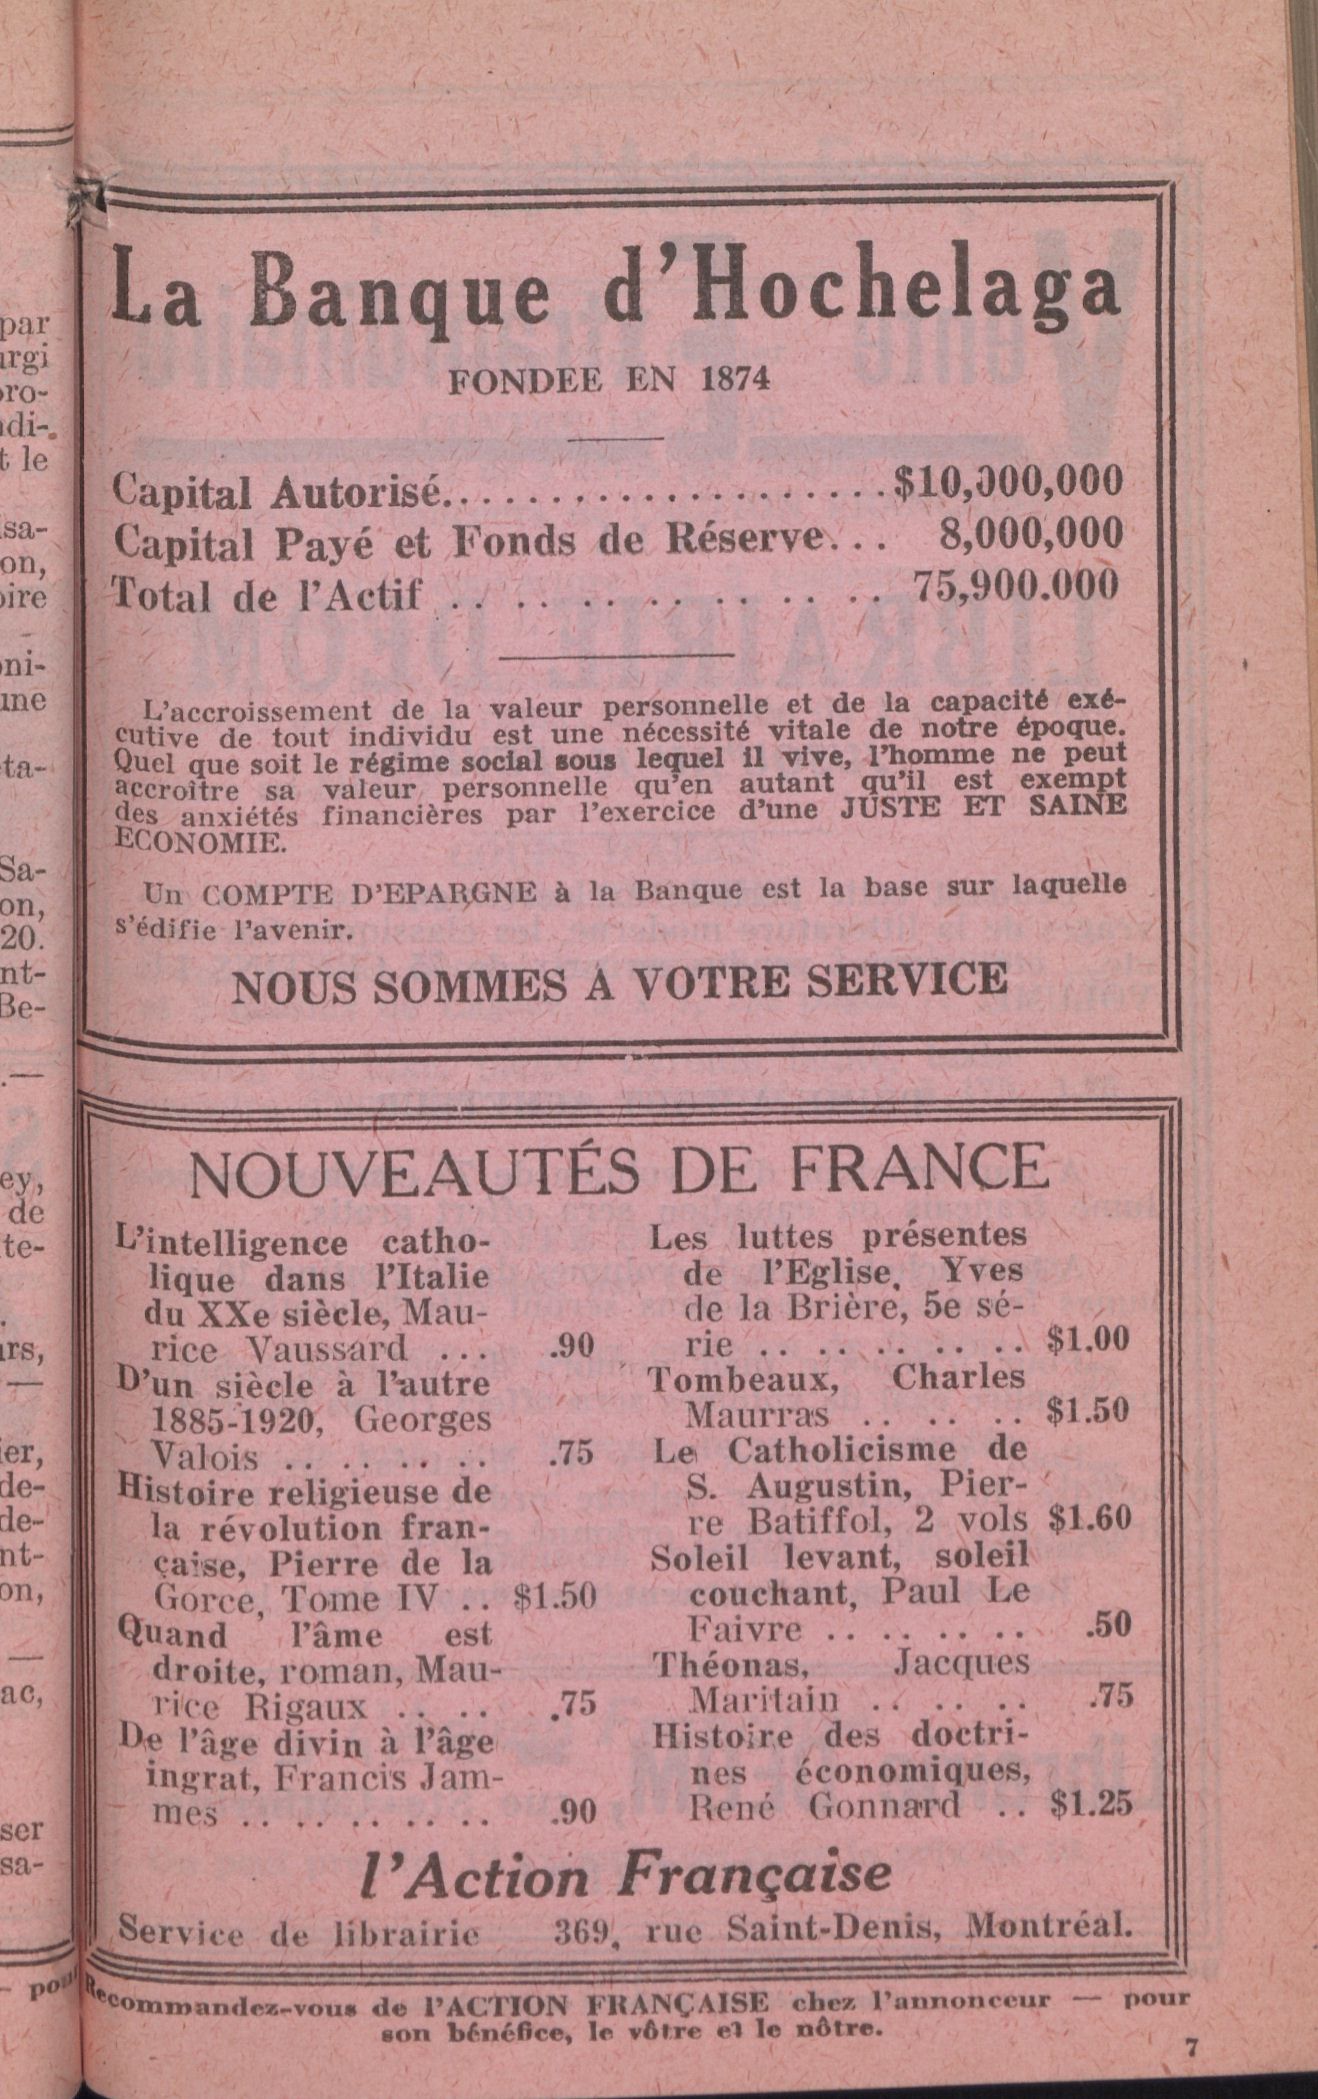 La Banque d'Hochelaga
FONDEE EN 1874
Capital Autorisé.....................$10,000,000
Capital Payé et Fonds de Réserve... 8,000,000
Total de l'Actif .. .. .. .. .. .. .. 75,900.000
L'accroissement de la valeur personnelle et de la capacité exé-
cutive de tout individu est une nécessité vitale de notre époque.
Quel que soit le régime social sous lequel il vive, l'homme ne peut
accroître sa valeur personnelle qu'en autant qu'il est exempt
des anxiétés financières par l'exercice d'une JUSTE ET SAINE
ECONOMIE.
Un COMPTE D'EPARGNE à la Banque est la base sur laquelle
s'édifie l'avenir.
NOUS SOMMES A VOTRE SERVICE
NOUVEAUTÉS DE FRANCE
L'intelligence catho-
lique dans l'Italie
du XXe siècle, Mau-
rice Vaussard ... .90
D'un siècle à l'autre
1885-1920, Georges
Valois .. .. .. .. .75
Histoire religieuse de
la révolution fran-
çaise, Pierre de la
Gorce, Tome IV .. $1.50
Quand l'âme est
droite, roman, Mau-
rice Rigaux .. .. .75
De l'âge divin à l'âge
ingrat, Francis Jam-
mes .. .. .. .. .. .90
Les luttes présentes
de l'Eglise, Yves
de la Brière, 5e sé-
rie .. .. .. .. .. $1.00
Tombeaux, Charles
Maurras .. .. .. $1.50
Le Catholicisme de
S. Augustin, Pier-
re Batiffol, 2 vols $1.60
Soleil levant, soleil
couchant, Paul Le
Faivre .. .. .. .. .50
Théonas, Jacques
Maritain .. .. .. .75
Histoire des doctri-
nes économiques,
René Gonnard .. $1.25
l'Action Française
Service de librairie 369, rue Saint-Denis, Montréal.
Recommandez-vous de l'ACTION FRANÇAISE chez l'annonceur — pour
son bénéfice, le vôtre et le nôtre.
7